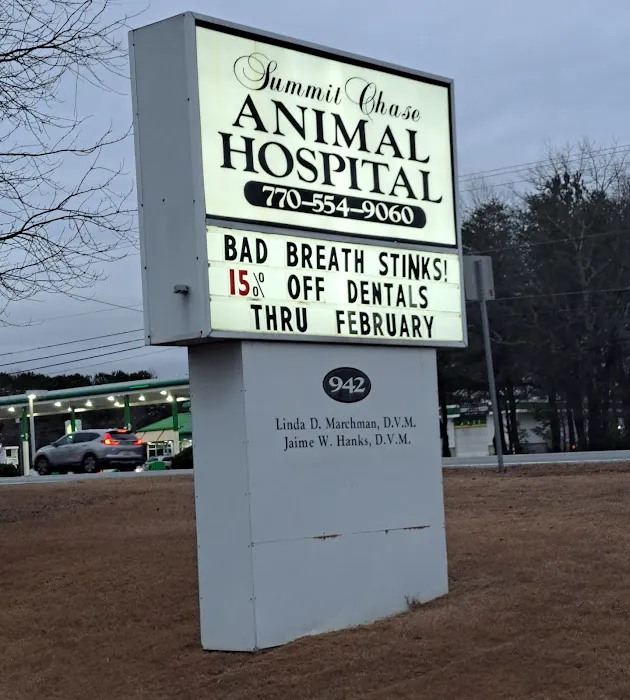 Summit Chase
ANIMAL
HOSPITAL
770-554-9060
BAD BREATH STINKS!
15% OFF DENTALS
THRU FEBRUARY
942
Linda D. Marchman, D.V.M.
Jaime W. Hanks, D.V.M.